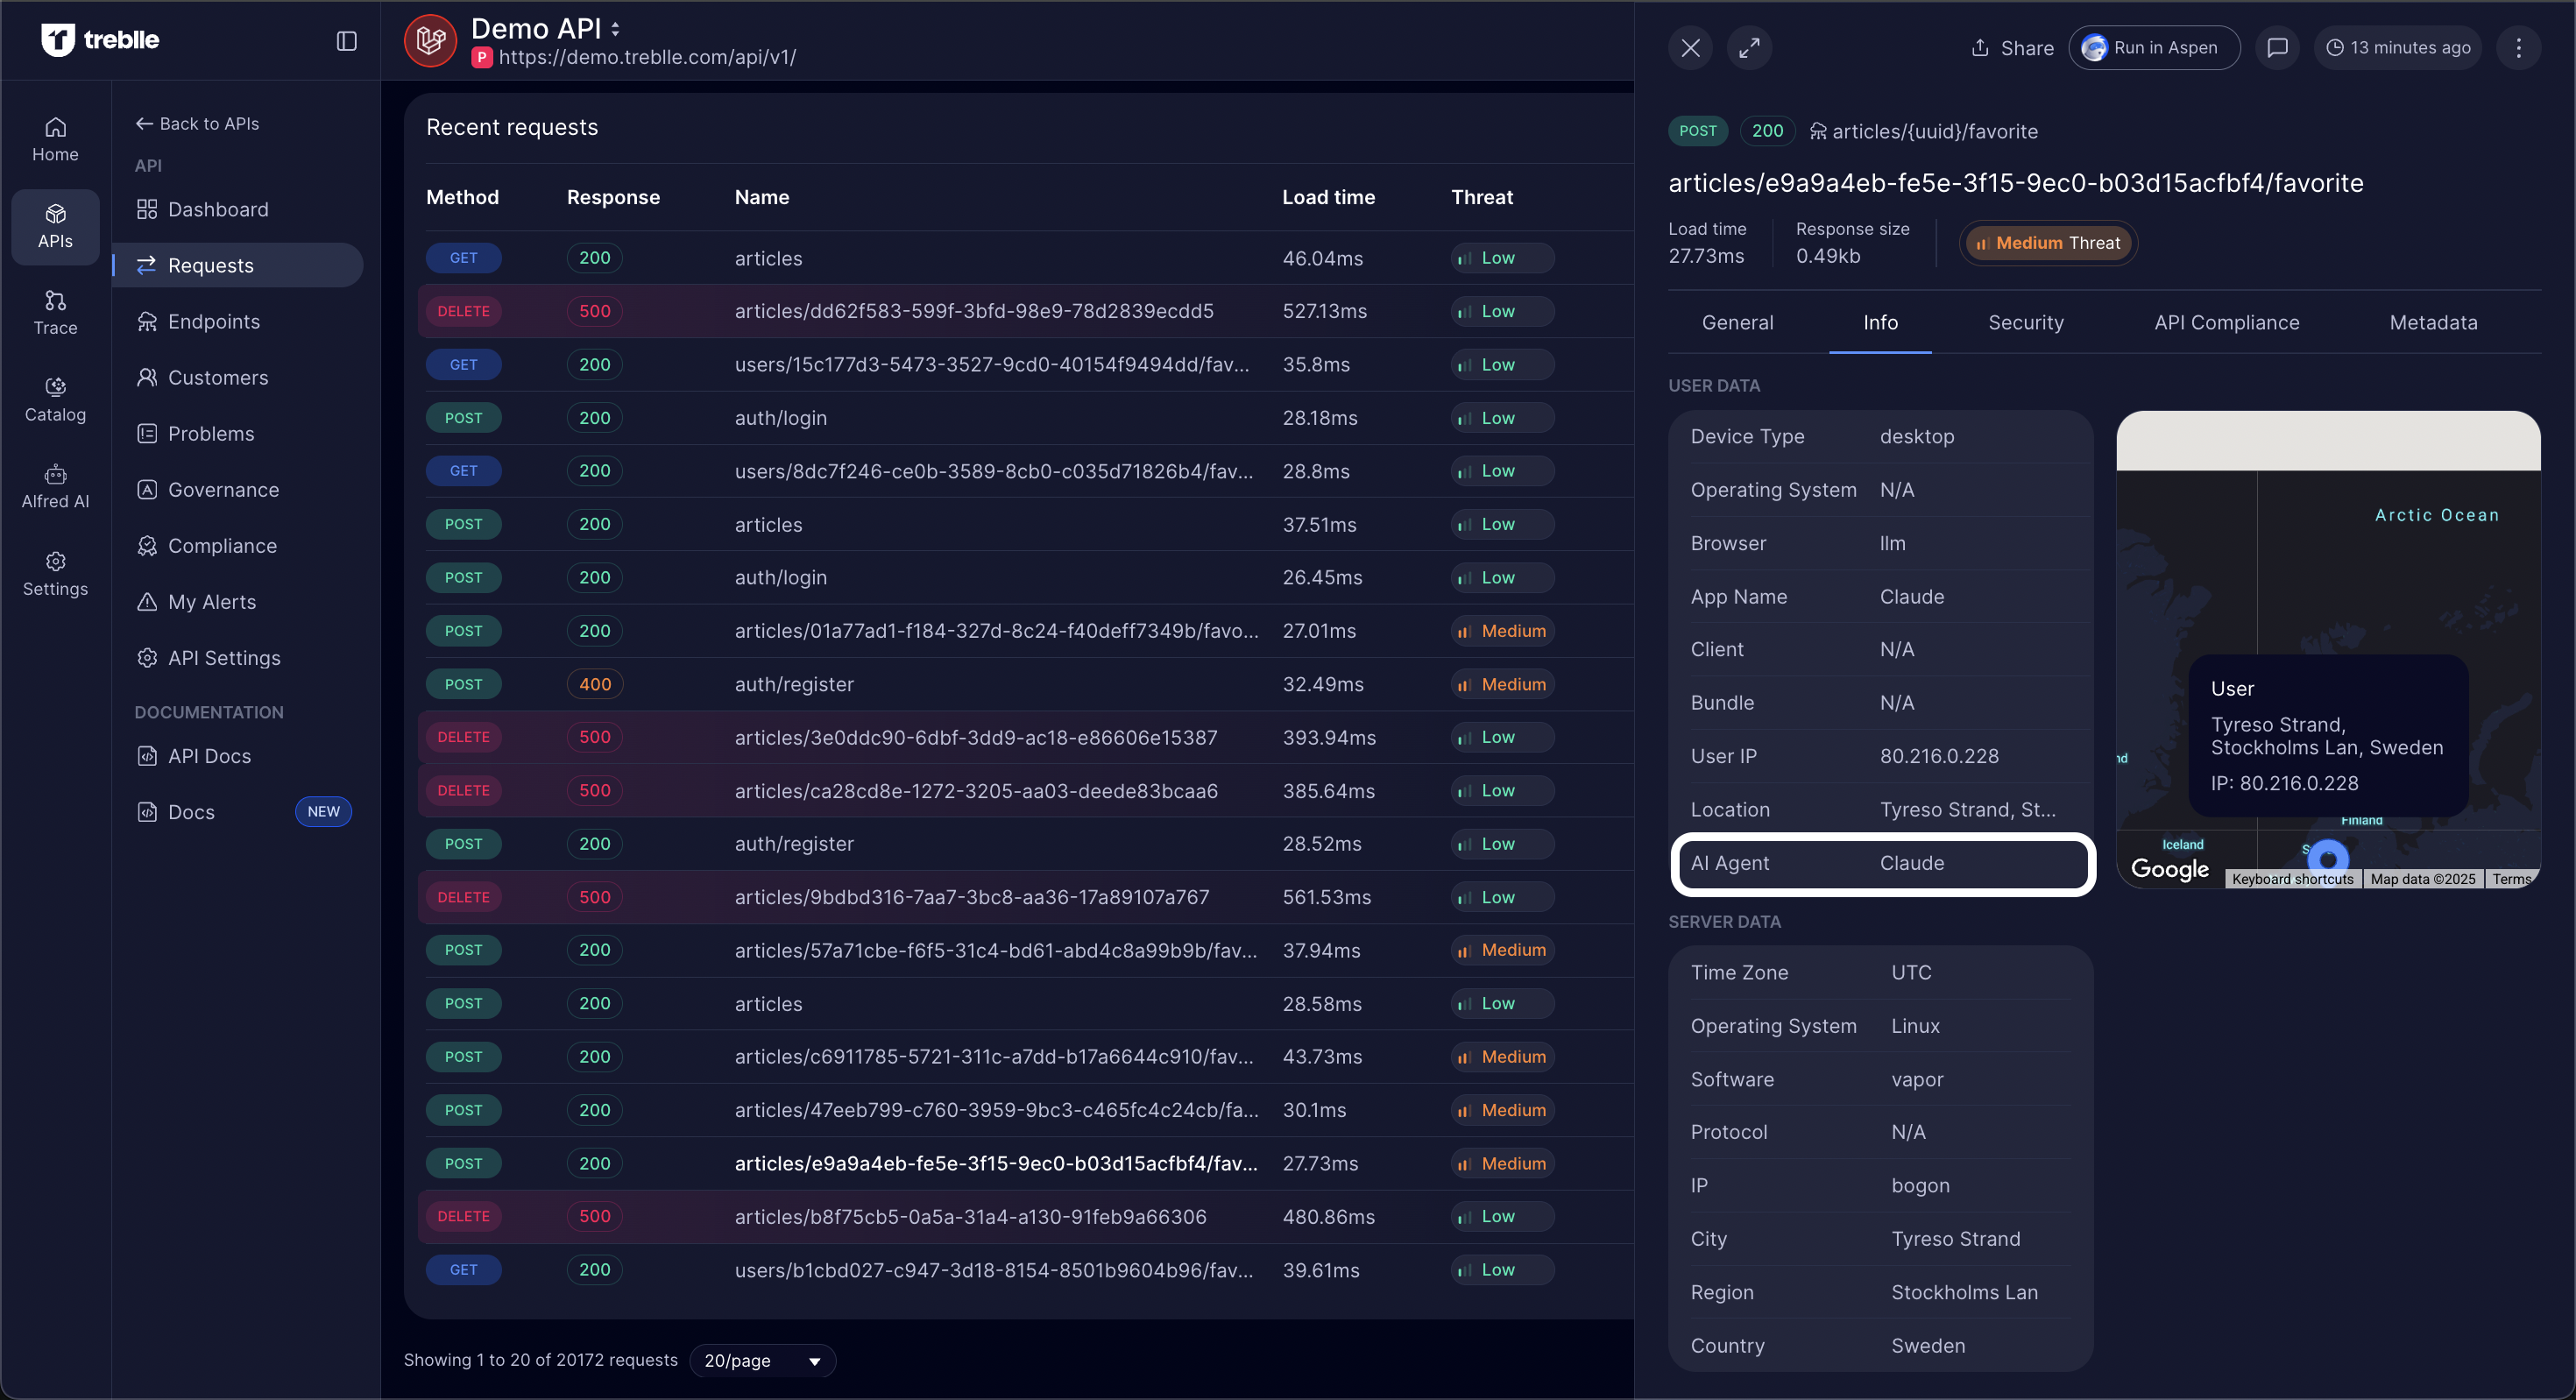 treblle
Home
APIs
Trace
Catalog
Alfred AI
Settings
Back to APIs
API
Dashboard
Requests
Endpoints
Customers
Problems
Governance
Compliance
My Alerts
API Settings
DOCUMENTATION
API Docs
Docs NEW
Demo API
P https://demo.treblle.com/api/v1/
Recent requests
Method Response Name Load time Threat
GET 200 articles 46.04ms Low
DELETE 500 articles/dd62f583-599f-3bfd-98e9-78d2839ecdd5 527.13ms Low
GET 200 users/15c177d3-5473-3527-9cd0-40154f9494dd/fav... 35.8ms Low
POST 200 auth/login 28.18ms Low
GET 200 users/8dc7f246-ce0b-3589-8cb0-c035d71826b4/fav... 28.8ms Low
POST 200 articles 37.51ms Low
POST 200 auth/login 26.45ms Low
POST 200 articles/01a77ad1-f184-327d-8c24-f40deff7349b/favo... 27.01ms Medium
POST 400 auth/register 32.49ms Medium
DELETE 500 articles/3e0ddc90-6dbf-3dd9-ac18-e86606e15387 393.94ms Low
DELETE 500 articles/ca28cd8e-1272-3205-aa03-deede83bcaa6 385.64ms Low
POST 200 auth/register 28.52ms Low
DELETE 500 articles/9bdbd316-7aa7-3bc8-aa36-17a89107a767 561.53ms Low
POST 200 articles/57a71cbe-f6f5-31c4-bd61-abd4c8a99b9b/fav... 37.94ms Medium
POST 200 articles 28.58ms Low
POST 200 articles/c6911785-5721-311c-a7dd-b17a6644c910/fav... 43.73ms Medium
POST 200 articles/47eeb799-c760-3959-9bc3-c465fc4c24cb/fa... 30.1ms Medium
POST 200 articles/e9a9a4eb-fe5e-3f15-9ec0-b03d15acfbf4/fav... 27.73ms Medium
DELETE 500 articles/b8f75cb5-0a5a-31a4-a130-91feb9a66306 480.86ms Low
GET 200 users/b1cbd027-c947-3d18-8154-8501b9604b96/fav... 39.61ms Low
Showing 1 to 20 of 20172 requests 20/page
Share Run in Aspen 13 minutes ago
POST 200 articles/{uuid}/favorite
articles/e9a9a4eb-fe5e-3f15-9ec0-b03d15acfbf4/favorite
Load time Response size
27.73ms 0.49kb
Medium Threat
General Info Security API Compliance Metadata
USER DATA
Device Type desktop
Operating System N/A
Browser llm
App Name Claude
Client N/A
Bundle N/A
User IP 80.216.0.228
Location Tyreso Strand, St...
AI Agent Claude
Arctic Ocean
User
Tyreso Strand,
Stockholms Lan, Sweden
IP: 80.216.0.228
nd
Finland
Iceland
S
Google
Keyboard shortcuts Map data ©2025 Terms
SERVER DATA
Time Zone UTC
Operating System Linux
Software vapor
Protocol N/A
IP bogon
City Tyreso Strand
Region Stockholms Lan
Country Sweden